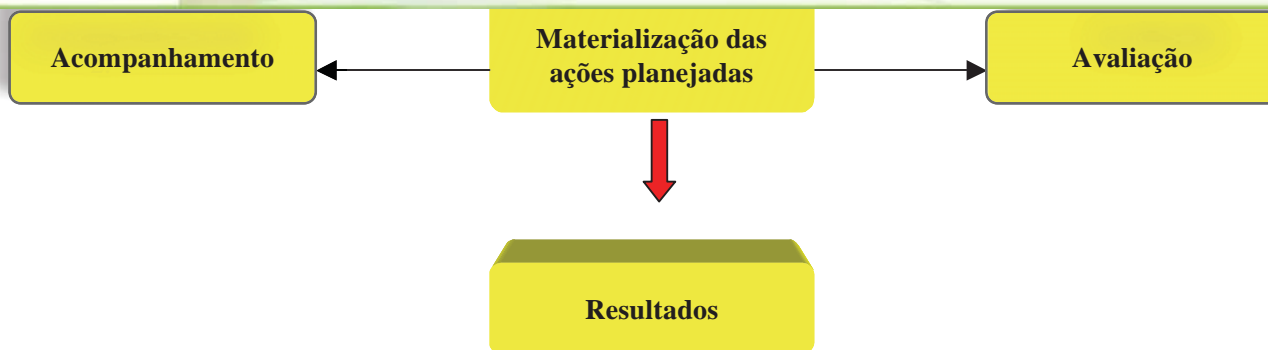 Acompanhamento
Materialização das
ações planejadas
Avaliação
Resultados